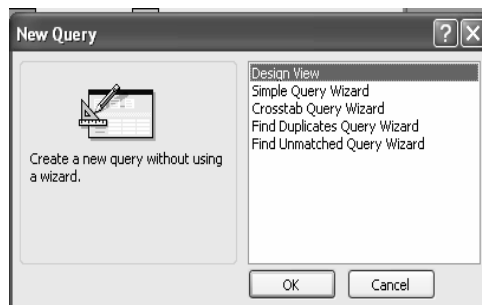 New Query
Design View
Simple Query Wizard
Crosstab Query Wizard
Find Duplicates Query Wizard
Find Unmatched Query Wizard
Create a new query without using
a wizard.
OK
Cancel